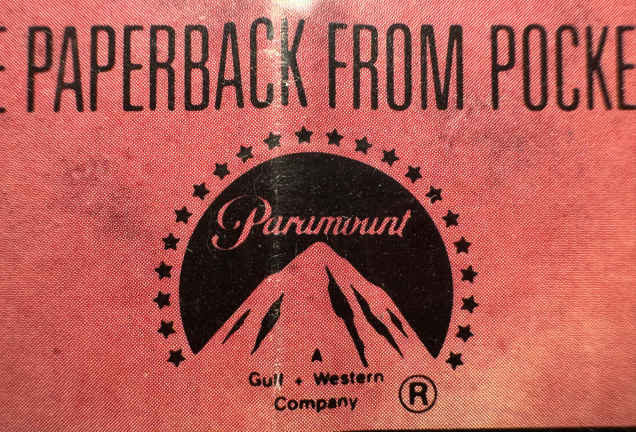 E PAPERBACK FROM POCKE
Paramount
A
Gulf + Western
Company ®